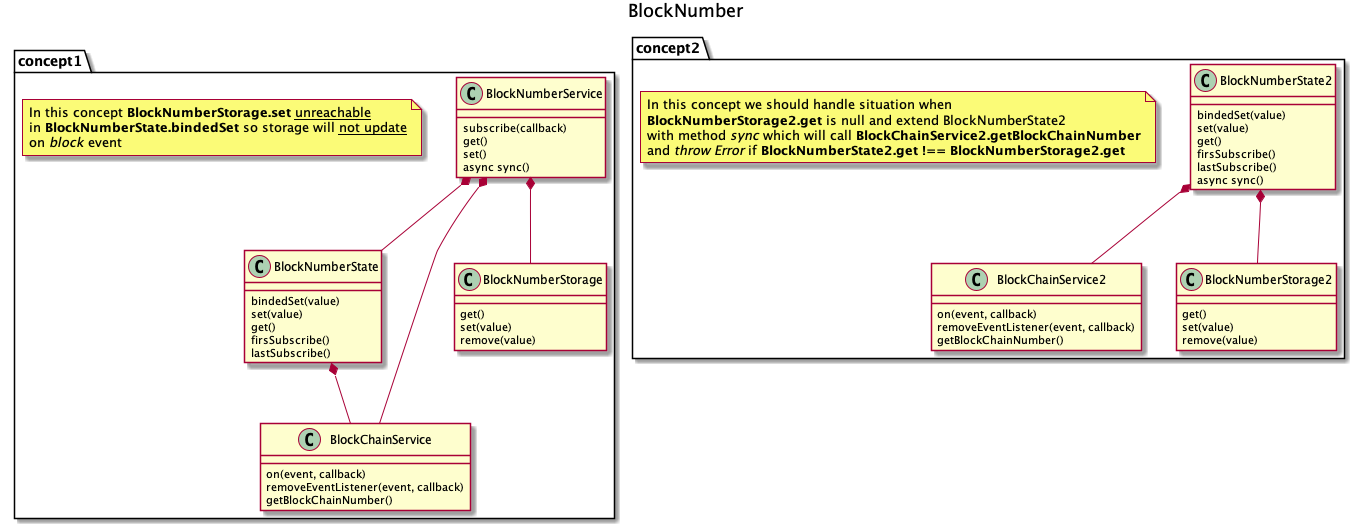 BlockNumber
concept1
In this concept BlockNumberStorage.set unreachable
in BlockNumberState.bindedSet so storage will not update
on block event
C BlockNumberService
subscribe(callback)
get()
set()
async sync()
C BlockNumberState
bindedSet(value)
set(value)
get()
firsSubscribe()
lastSubscribe()
C BlockNumberStorage
get()
set(value)
remove(value)
C BlockChainService
on(event, callback)
removeEventListener(event, callback)
getBlockChainNumber()
concept2
In this concept we should handle situation when
BlockNumberStorage2.get is null and extend BlockNumberState2
with method sync which will call BlockChainService2.getBlockChainNumber
and throw Error if BlockNumberState2.get !== BlockNumberStorage2.get
C BlockNumberState2
bindedSet(value)
set(value)
get()
firsSubscribe()
lastSubscribe()
async sync()
C BlockChainService2
on(event, callback)
removeEventListener(event, callback)
getBlockChainNumber()
C BlockNumberStorage2
get()
set(value)
remove(value)